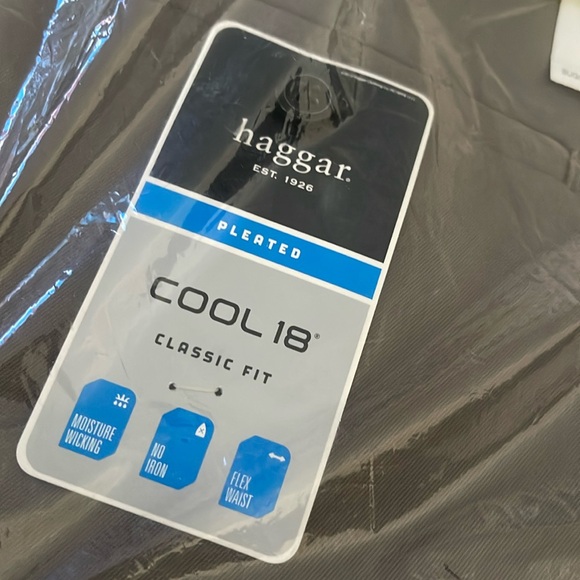 haggar®
EST. 1926
PLEATED
COOL 18®
CLASSIC FIT
MOISTURE
WICKING
NO
IRON
FLEX
WAIST